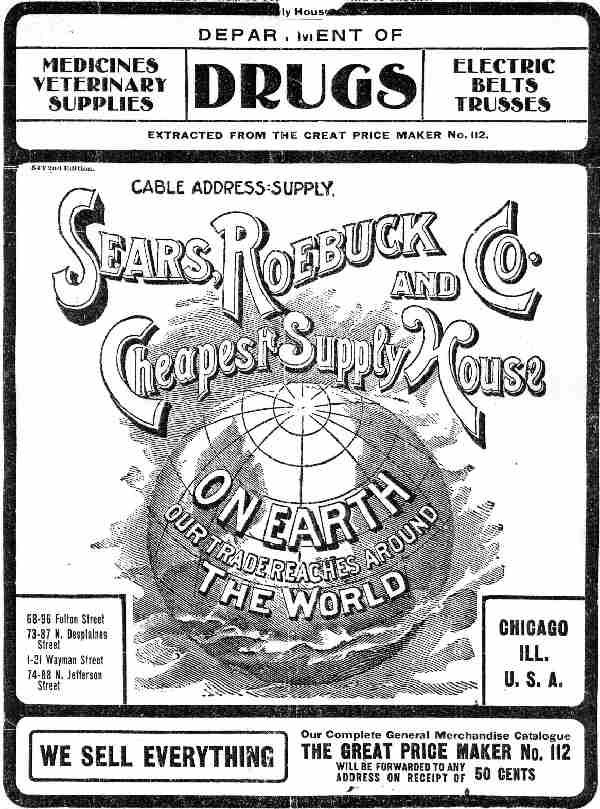 ly House
DEPARTMENT OF
MEDICINES
VETERINARY
SUPPLIES
DRUGS
ELECTRIC
BELTS
TRUSSES
EXTRACTED FROM THE GREAT PRICE MAKER No. 112.
2nd Edition.
CABLE ADDRESS=SUPPLY.
SEARS, ROEBUCK AND CO.
Cheapest Supply House
ON EARTH
OUR TRADE REACHES AROUND
THE WORLD
68-96 Fulton Street
73-87 N. Desplaines
Street
1-21 Wayman Street
74-88 N. Jefferson
Street
CHICAGO
ILL.
U. S. A.
WE SELL EVERYTHING
Our Complete General Merchandise Catalogue
THE GREAT PRICE MAKER No. 112
WILL BE FORWARDED TO ANY
ADDRESS ON RECEIPT OF 50 CENTS